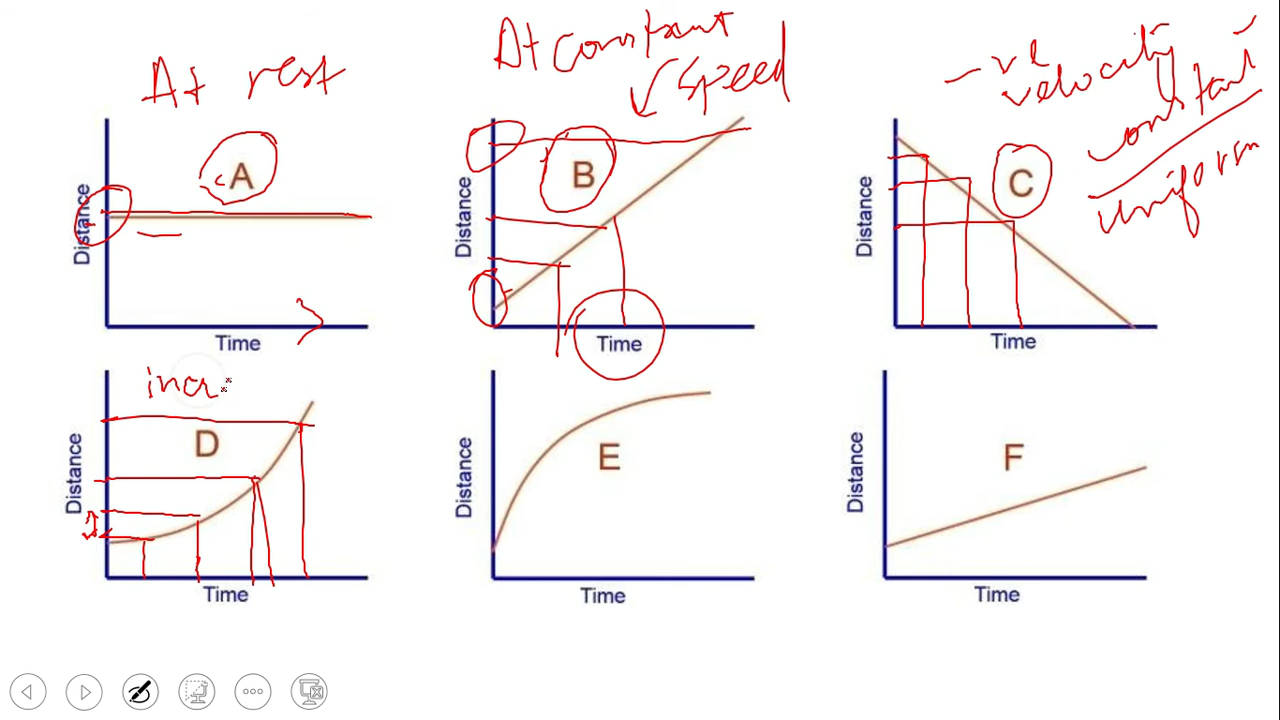 At rest
At constant
speed
-ve
velocity
constant
uniform
A
Distance
Time
B
Distance
Time
C
Distance
Time
incr
D
Distance
Time
E
Distance
Time
F
Distance
Time